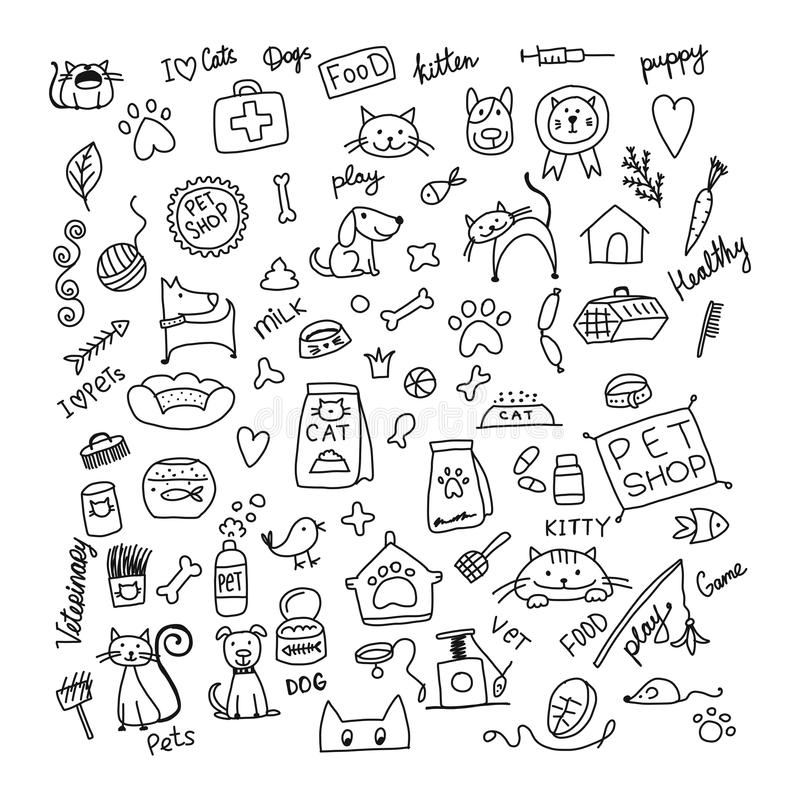 I ♡ Cats
Dogs
FOOD
kitten
puppy
play
PET
SHOP
Healthy
MILK
I ♡ PETS
CAT
CAT
PET
SHOP
KITTY
Veterinary
PET
Game
VET
FOOD
play
DOG
Pets
dreamstime